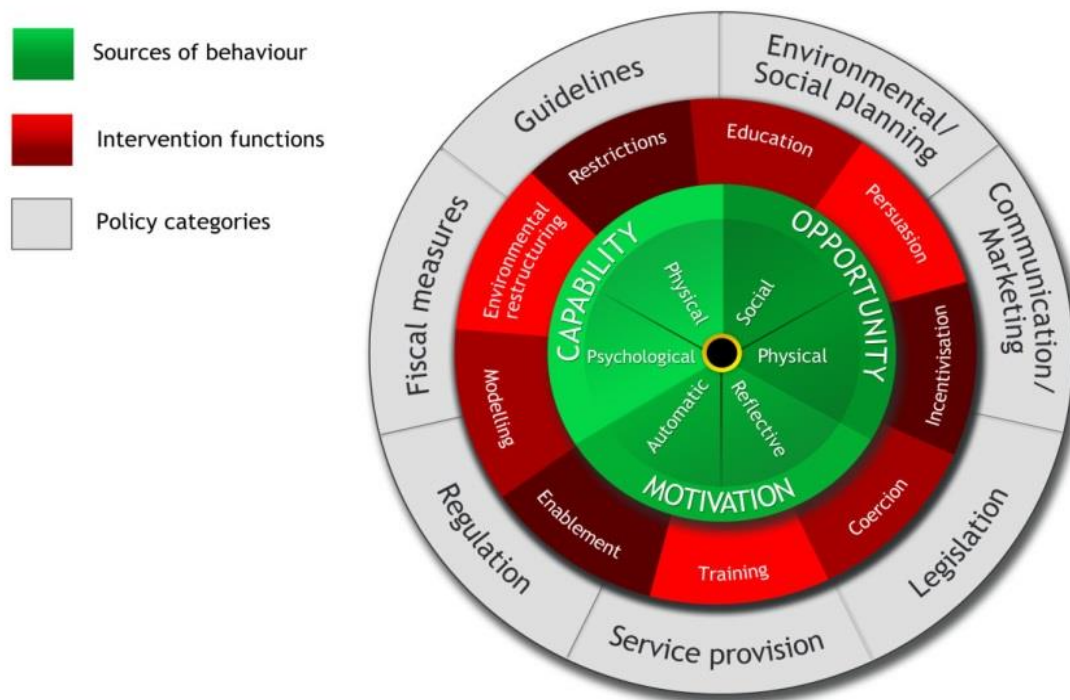 Sources of behaviour
Intervention functions
Policy categories
Guidelines
Environmental/
Social planning
Communication/
Marketing
Legislation
Service provision
Regulation
Fiscal measures
Restrictions
Education
Persuasion
Incentivisation
Coercion
Training
Enablement
Modelling
Environmental
restructuring
CAPABILITY
OPPORTUNITY
MOTIVATION
Physical
Social
Psychological
Physical
Automatic
Reflective